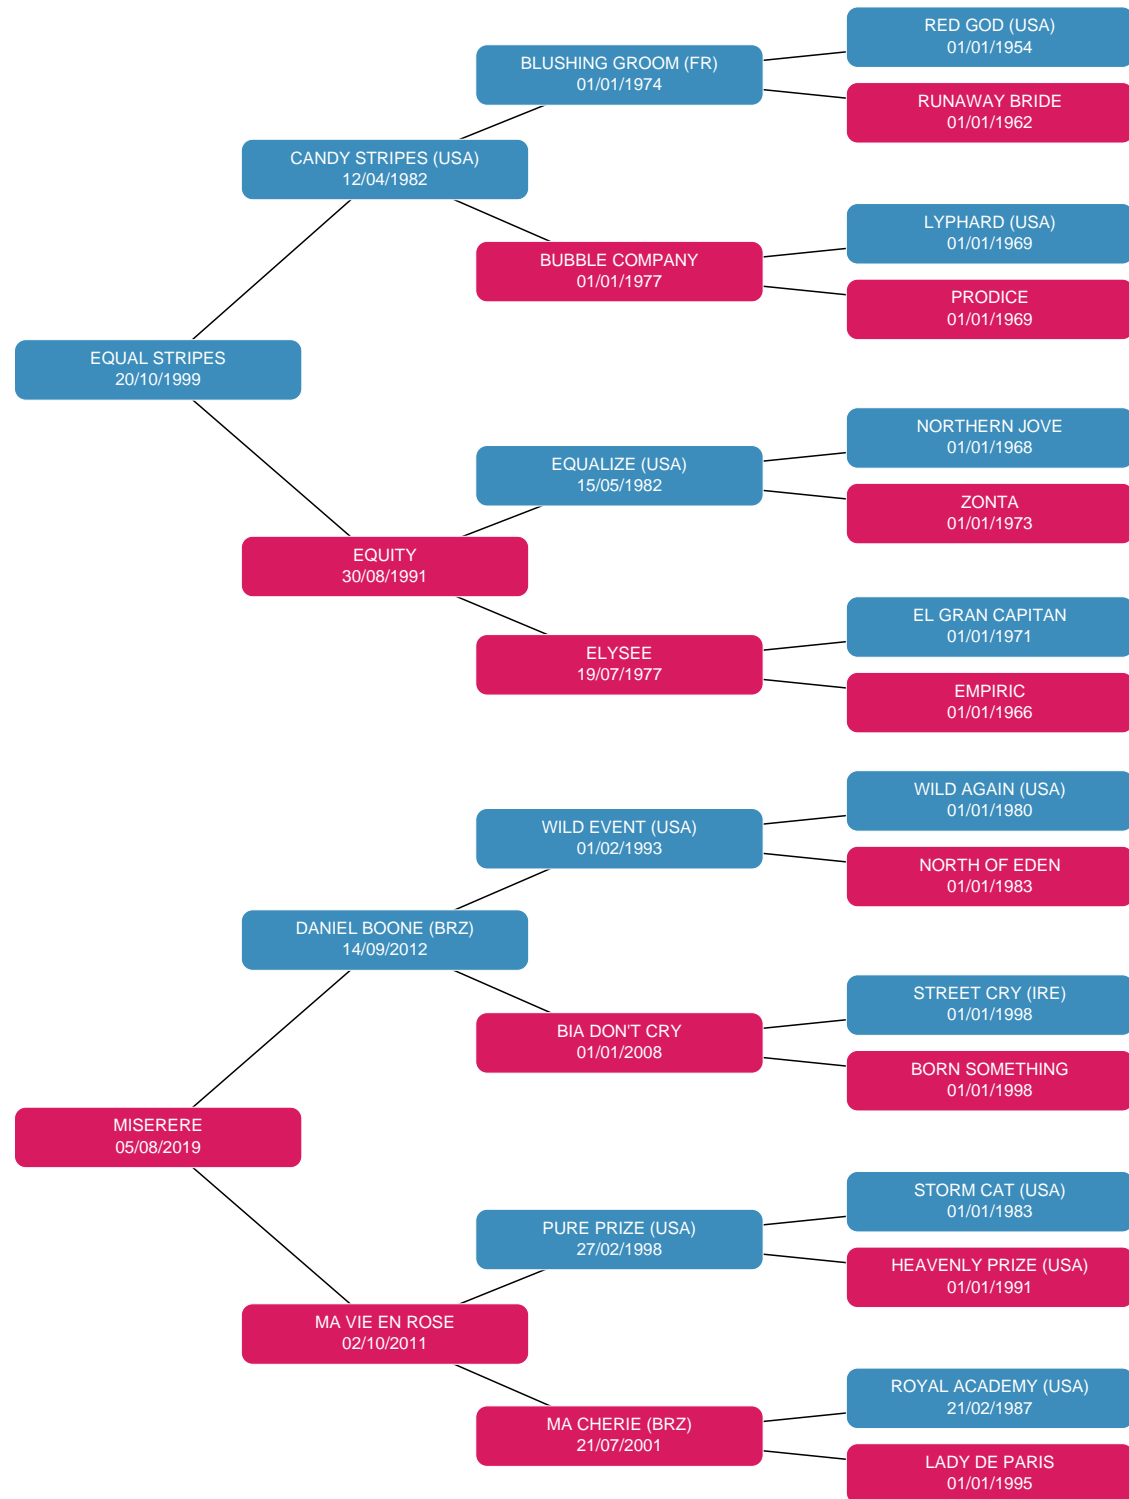 RED GOD (USA)
01/01/1954
BLUSHING GROOM (FR)
01/01/1974
RUNAWAY BRIDE
01/01/1962
CANDY STRIPES (USA)
12/04/1982
LYPHARD (USA)
01/01/1969
BUBBLE COMPANY
01/01/1977
PRODICE
01/01/1969
EQUAL STRIPES
20/10/1999
NORTHERN JOVE
01/01/1968
EQUALIZE (USA)
15/05/1982
ZONTA
01/01/1973
EQUITY
30/08/1991
EL GRAN CAPITAN
01/01/1971
ELYSEE
19/07/1977
EMPIRIC
01/01/1966
WILD AGAIN (USA)
01/01/1980
WILD EVENT (USA)
01/02/1993
NORTH OF EDEN
01/01/1983
DANIEL BOONE (BRZ)
14/09/2012
STREET CRY (IRE)
01/01/1998
BIA DON'T CRY
01/01/2008
BORN SOMETHING
01/01/1998
MISERERE
05/08/2019
STORM CAT (USA)
01/01/1983
PURE PRIZE (USA)
27/02/1998
HEAVENLY PRIZE (USA)
01/01/1991
MA VIE EN ROSE
02/10/2011
ROYAL ACADEMY (USA)
21/02/1987
MA CHERIE (BRZ)
21/07/2001
LADY DE PARIS
01/01/1995